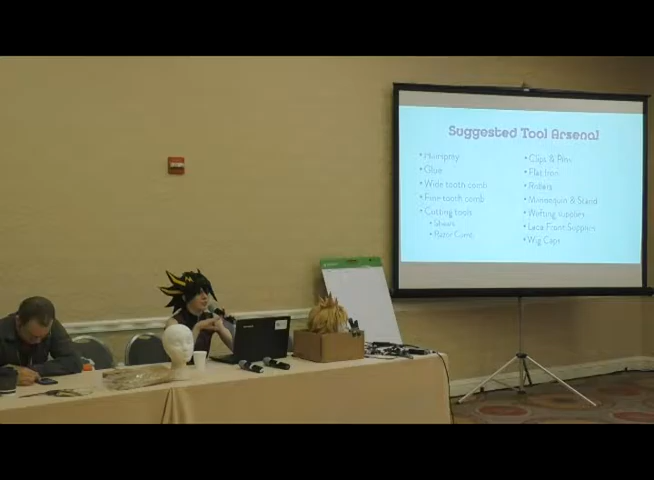 Suggested Tool Arsenal
• Hairspray
• Glue
• Wide tooth comb
• Fine tooth comb
• Cutting tools
• Shears
• Razor Comb
• Clips & Pins
• Flat Iron
• Rollers
• Mannequin & Stand
• Wefting supplies
• Lace Front Supplies
• Wig Caps